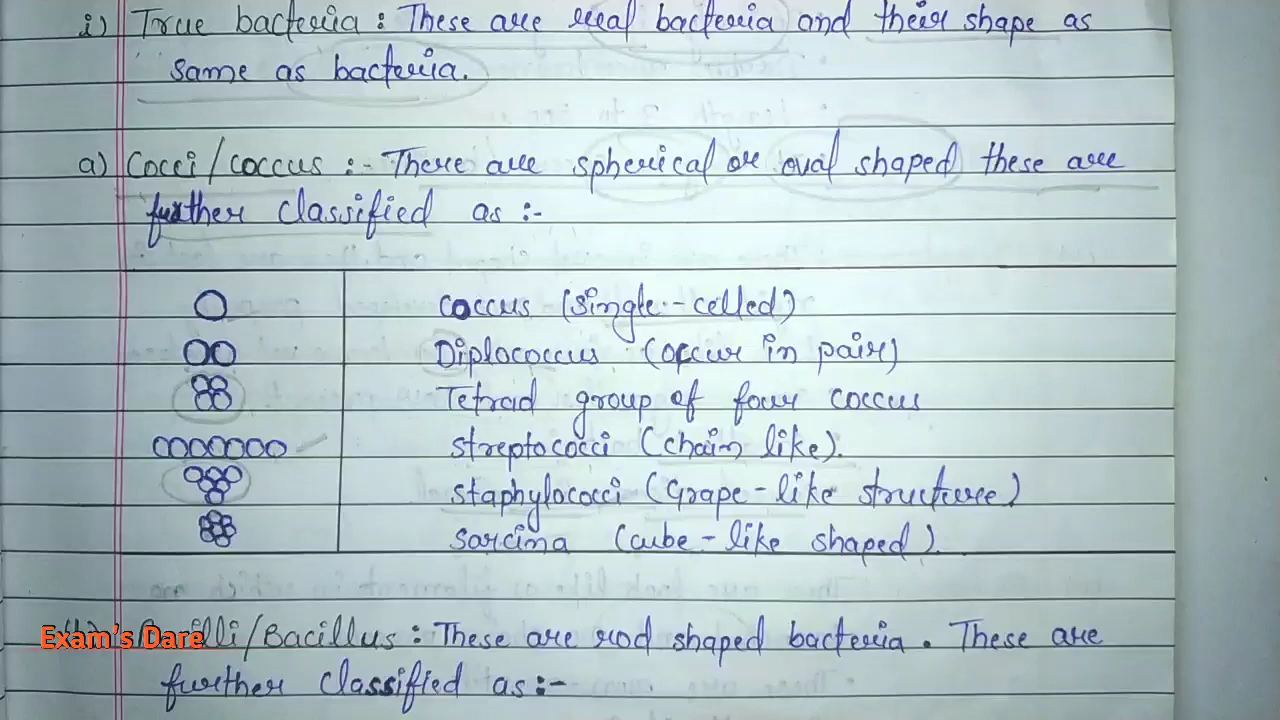 i) True bacteria : These are real bacteria and their shape as
same as bacteria.
a) Cocci/coccus :- There are spherical or oval shaped these are
further classified as :-
coccus (single-celled)
Diplococcus (occur in pair)
Tetrad group of four coccus
streptococci (chain like).
staphylococci (Grape-like structure)
sarcina (cube-like shaped).
Exam's Dare
Bacilli/Bacillus : These are rod shaped bacteria. These are
further classified as :-